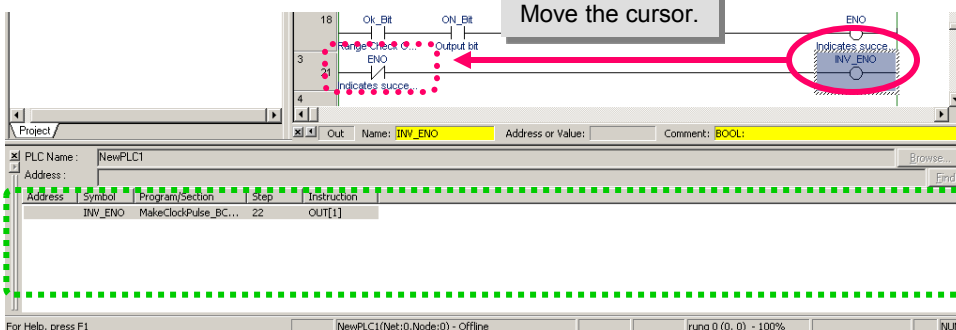 Move the cursor.
18 Ok_Bit ON_Bit ENO
Range Check O... Output bit Indicates succe...
3 ENO INV_ENO
21
Indicates succe...
4
Project
Out Name: INV_ENO Address or Value: Comment: BOOL:
PLC Name: NewPLC1 Browse...
Address: Find
Address Symbol Program/Section Step Instruction
INV_ENO MakeClockPulse_BC... 22 OUT[1]
For Help, press F1 NewPLC1(Net:0,Node:0) - Offline rung 0 (0, 0) - 100% NUM